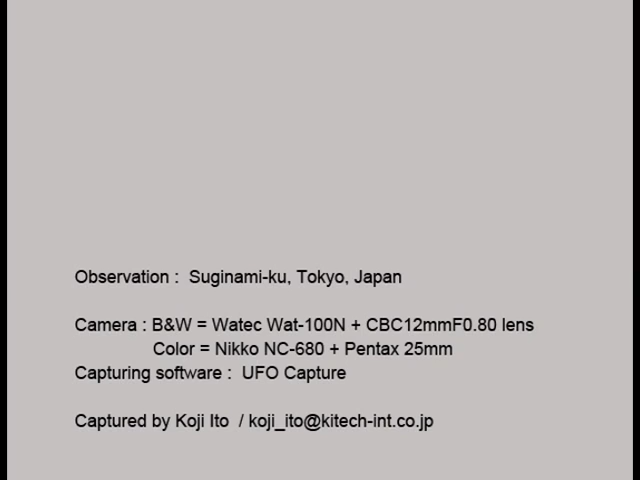 Observation :  Suginami-ku, Tokyo, Japan
Camera : B&W = Watec Wat-100N + CBC12mmF0.80 lens
Color = Nikko NC-680 + Pentax 25mm
Capturing software :  UFO Capture
Captured by Koji Ito  / koji_ito@kitech-int.co.jp